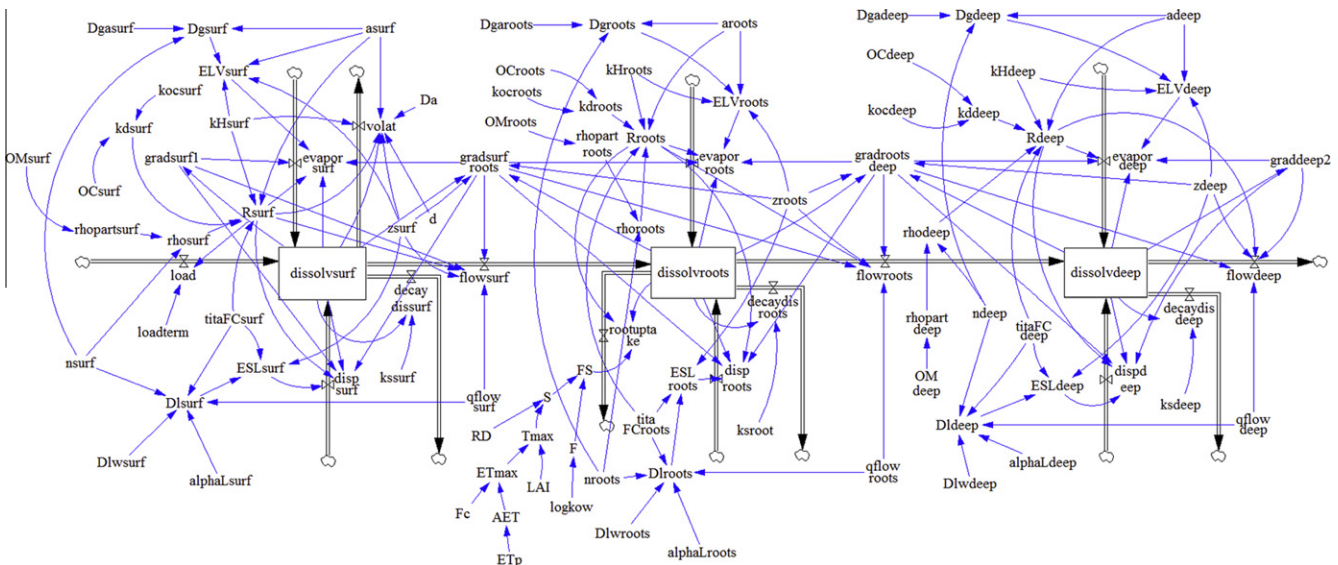 Dgasurf
Dgsurf
asurf
ELVsurf
kocsurf
Da
kHsurf
volat
kdsurf
OMsurf
gradsurf1
evapor
surf
gradsurf
roots
OCsurf
Rsurf
d
zsurf
rhopartsurf
rhosurf
load
dissolvsurf
flowsurf
decay
dissurf
loadterm
titaFCsurf
nsurf
ESLsurf
disp
surf
kssurf
Dlsurf
qflow
surf
Dlwsurf
alphaLsurf
Dgaroots
Dgroots
aroots
OCroots
kHroots
kocroots
kdroots
ELVroots
OMroots
rhopart
roots
Rroots
evapor
roots
gradroots
deep
zroots
rhoroots
dissolvroots
flowroots
decaydis
roots
rootupta
ke
FS
ESL
roots
disp
roots
S
RD
tita
FCroots
ksroot
Tmax
F
ETmax
nroots
Dlroots
qflow
roots
LAI
logkow
Fc
AET
Dlwroots
alphaLroots
ETp
Dgadeep
Dgdeep
adeep
OCdeep
kHdeep
ELVdeep
kocdeep
kddeep
Rdeep
evapor
deep
graddeep2
zdeep
rhodeep
dissolvdeep
flowdeep
decaydis
deep
rhopart
deep
ndeep
titaFC
deep
dispd
eep
OM
deep
ESLdeep
ksdeep
Dldeep
qflow
deep
alphaLdeep
Dlwdeep